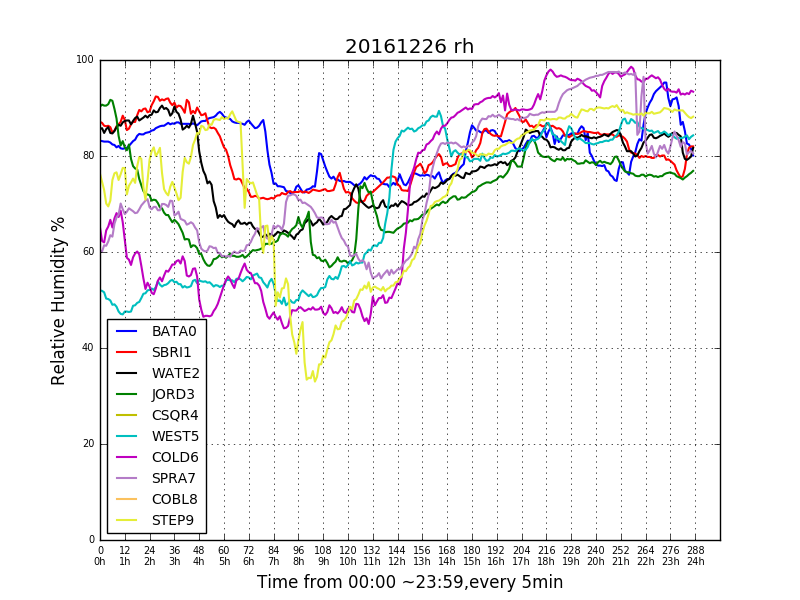 20161226 rh
100
80
60
40
20
0
Relative Humidity %
BATA0
SBRI1
WATE2
JORD3
CSQR4
WEST5
COLD6
SPRA7
COBL8
STEP9
0 12 24 36 48 60 72 84 96 108 120 132 144 156 168 180 192 204 216 228 240 252 264 276 288
0h 1h 2h 3h 4h 5h 6h 7h 8h 9h 10h 11h 12h 13h 14h 15h 16h 17h 18h 19h 20h 21h 22h 23h 24h
Time from 00:00 ~23:59,every 5min